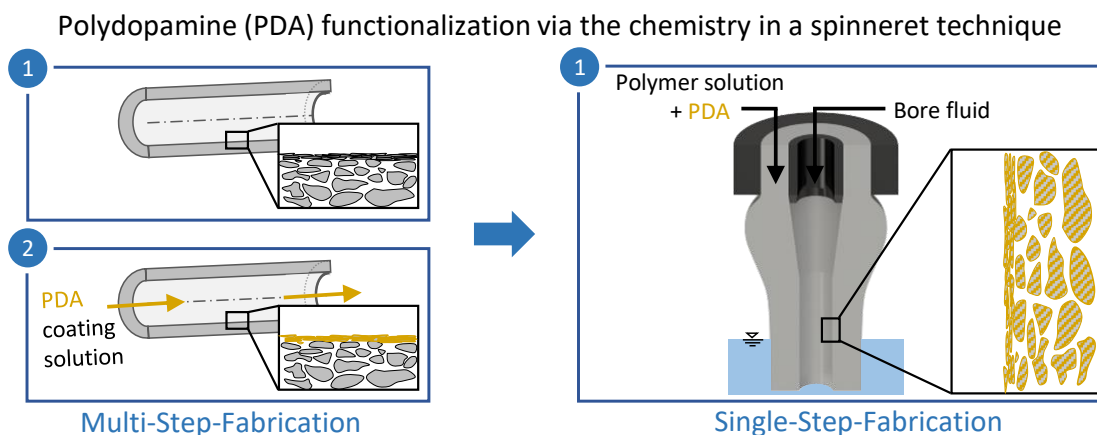 Polydopamine (PDA) functionalization via the chemistry in a spinneret technique
1
2
PDA
coating
solution
Multi-Step-Fabrication
1
Polymer solution
+ PDA
Bore fluid
Single-Step-Fabrication